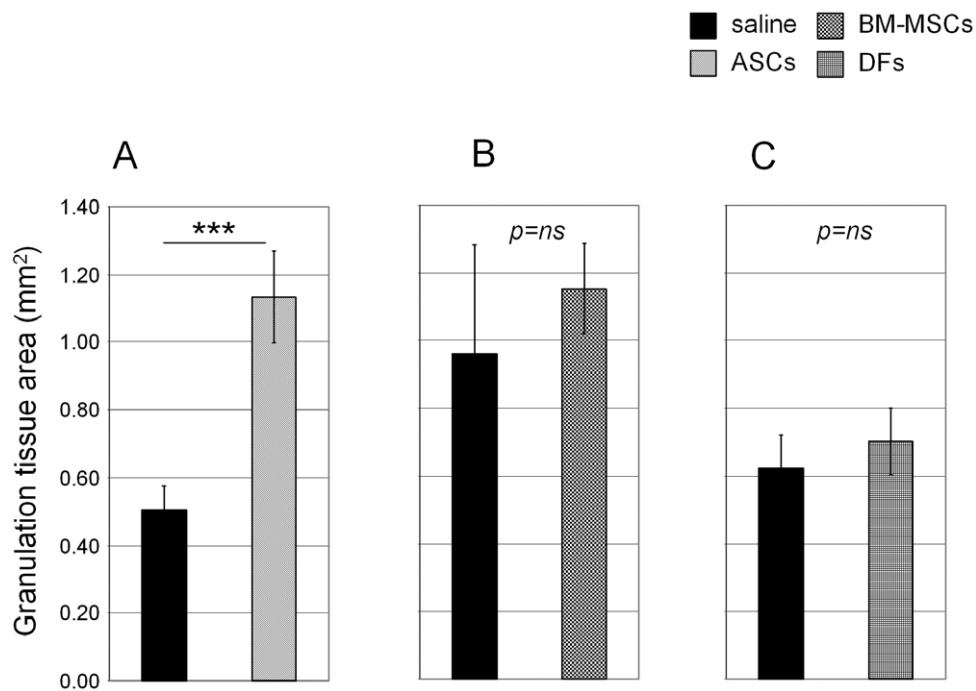 saline BM-MSCs
ASCs DFs
A B C
1.40
1.20
1.00
0.80
0.60
0.40
0.20
0.00
Granulation tissue area (mm²)
***
p=ns
p=ns